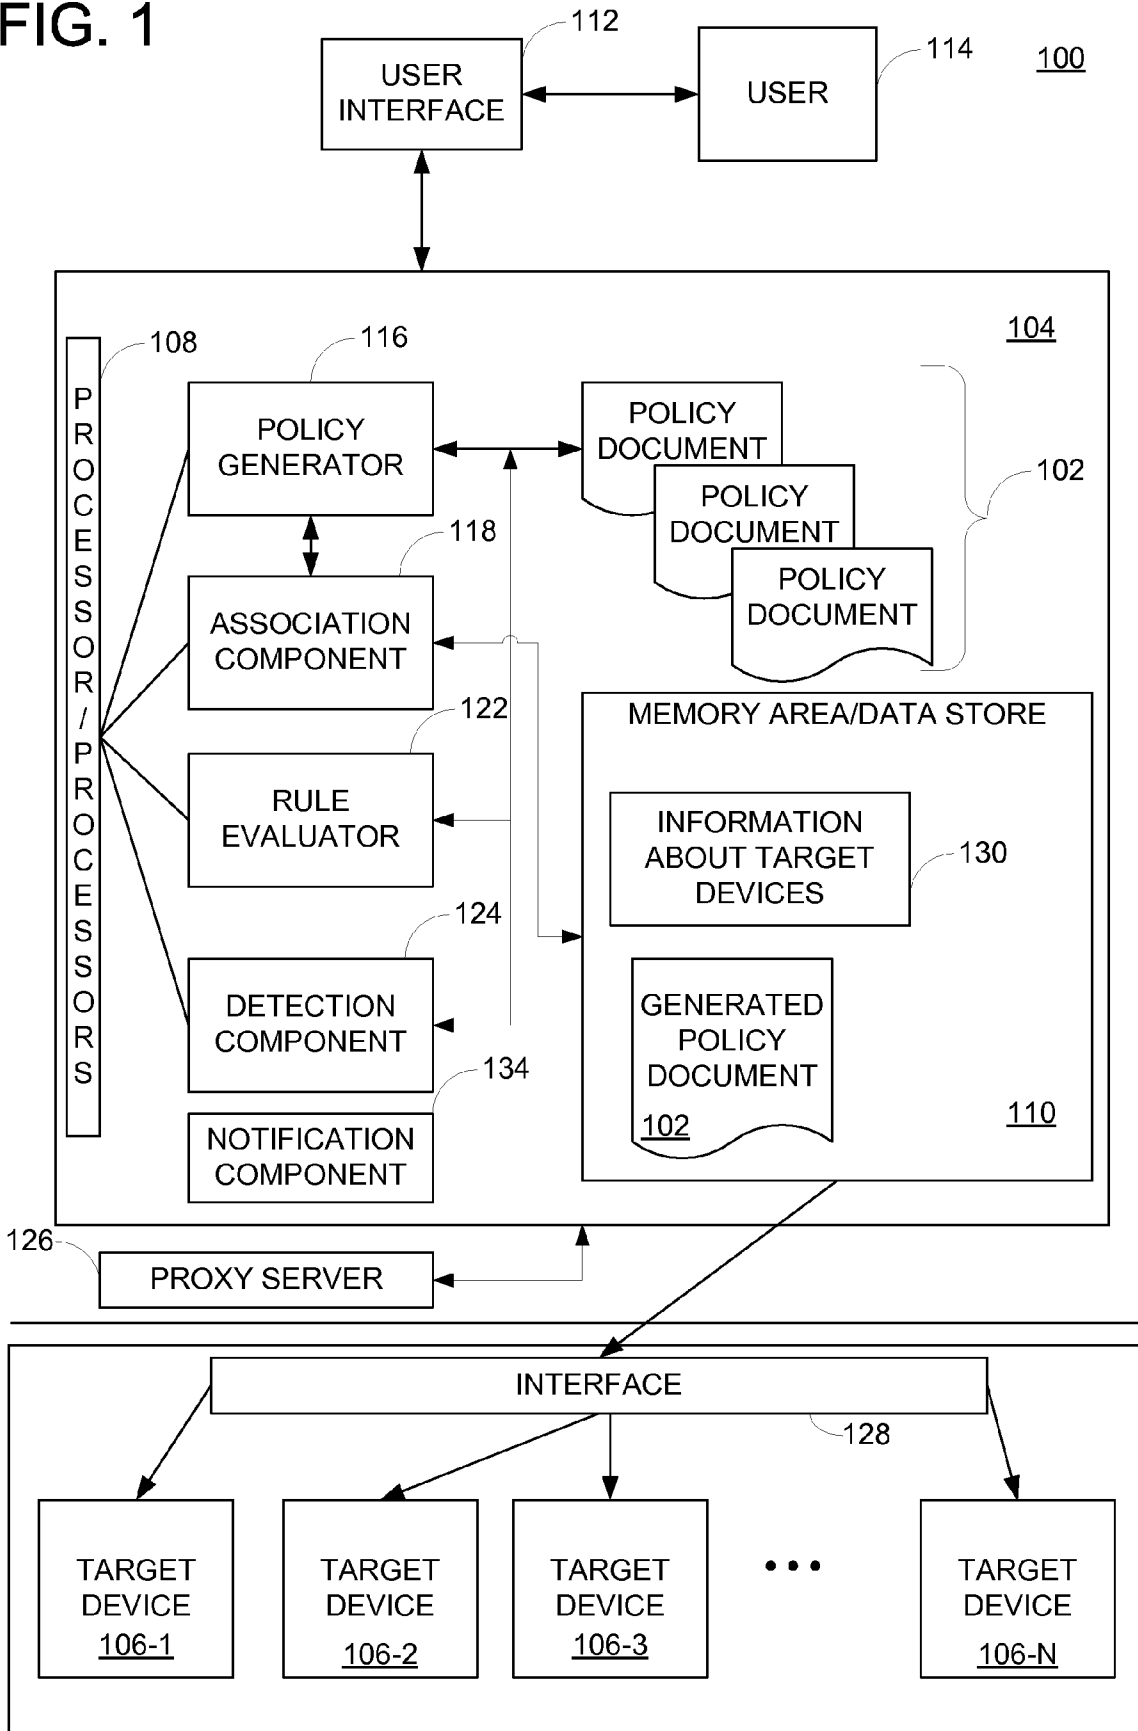 FIG. 1
112
114
100
USER
INTERFACE
USER
104
108
116
102
PROCESSOR/PROCESSORS
POLICY
GENERATOR
POLICY
DOCUMENT
POLICY
DOCUMENT
POLICY
DOCUMENT
118
ASSOCIATION
COMPONENT
122
RULE
EVALUATOR
124
DETECTION
COMPONENT
134
NOTIFICATION
COMPONENT
MEMORY AREA/DATA STORE
INFORMATION
ABOUT TARGET
DEVICES
130
GENERATED
POLICY
DOCUMENT
102
110
126
PROXY SERVER
INTERFACE
128
TARGET
DEVICE
106-1
TARGET
DEVICE
106-2
TARGET
DEVICE
106-3
•••
TARGET
DEVICE
106-N